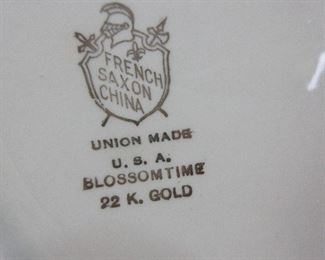 FRENCH
SAXON
CHINA
UNION MADE
U. S. A.
BLOSSOMTIME
22 K. GOLD